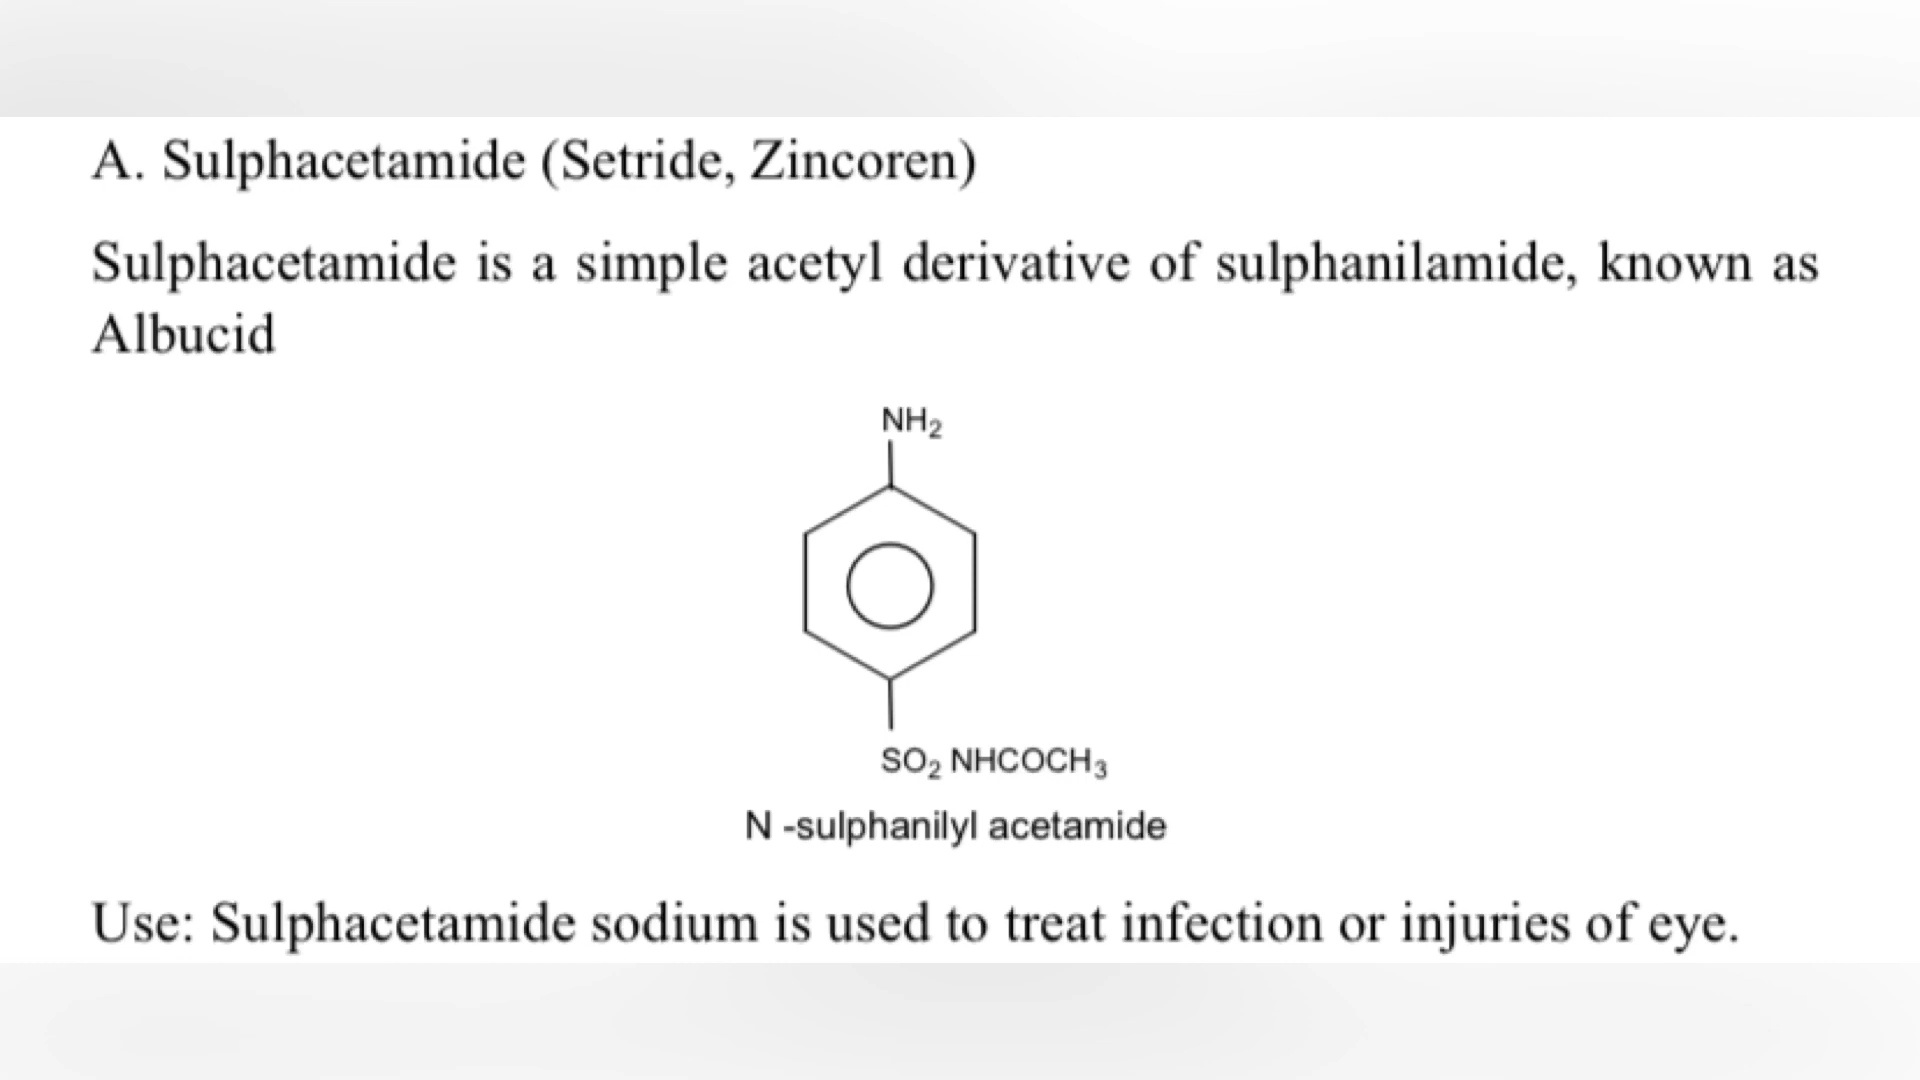 A. Sulphacetamide (Setride, Zincoren)
Sulphacetamide is a simple acetyl derivative of sulphanilamide, known as
Albucid
NH₂
SO₂ NHCOCH₃
N -sulphanilyl acetamide
Use: Sulphacetamide sodium is used to treat infection or injuries of eye.